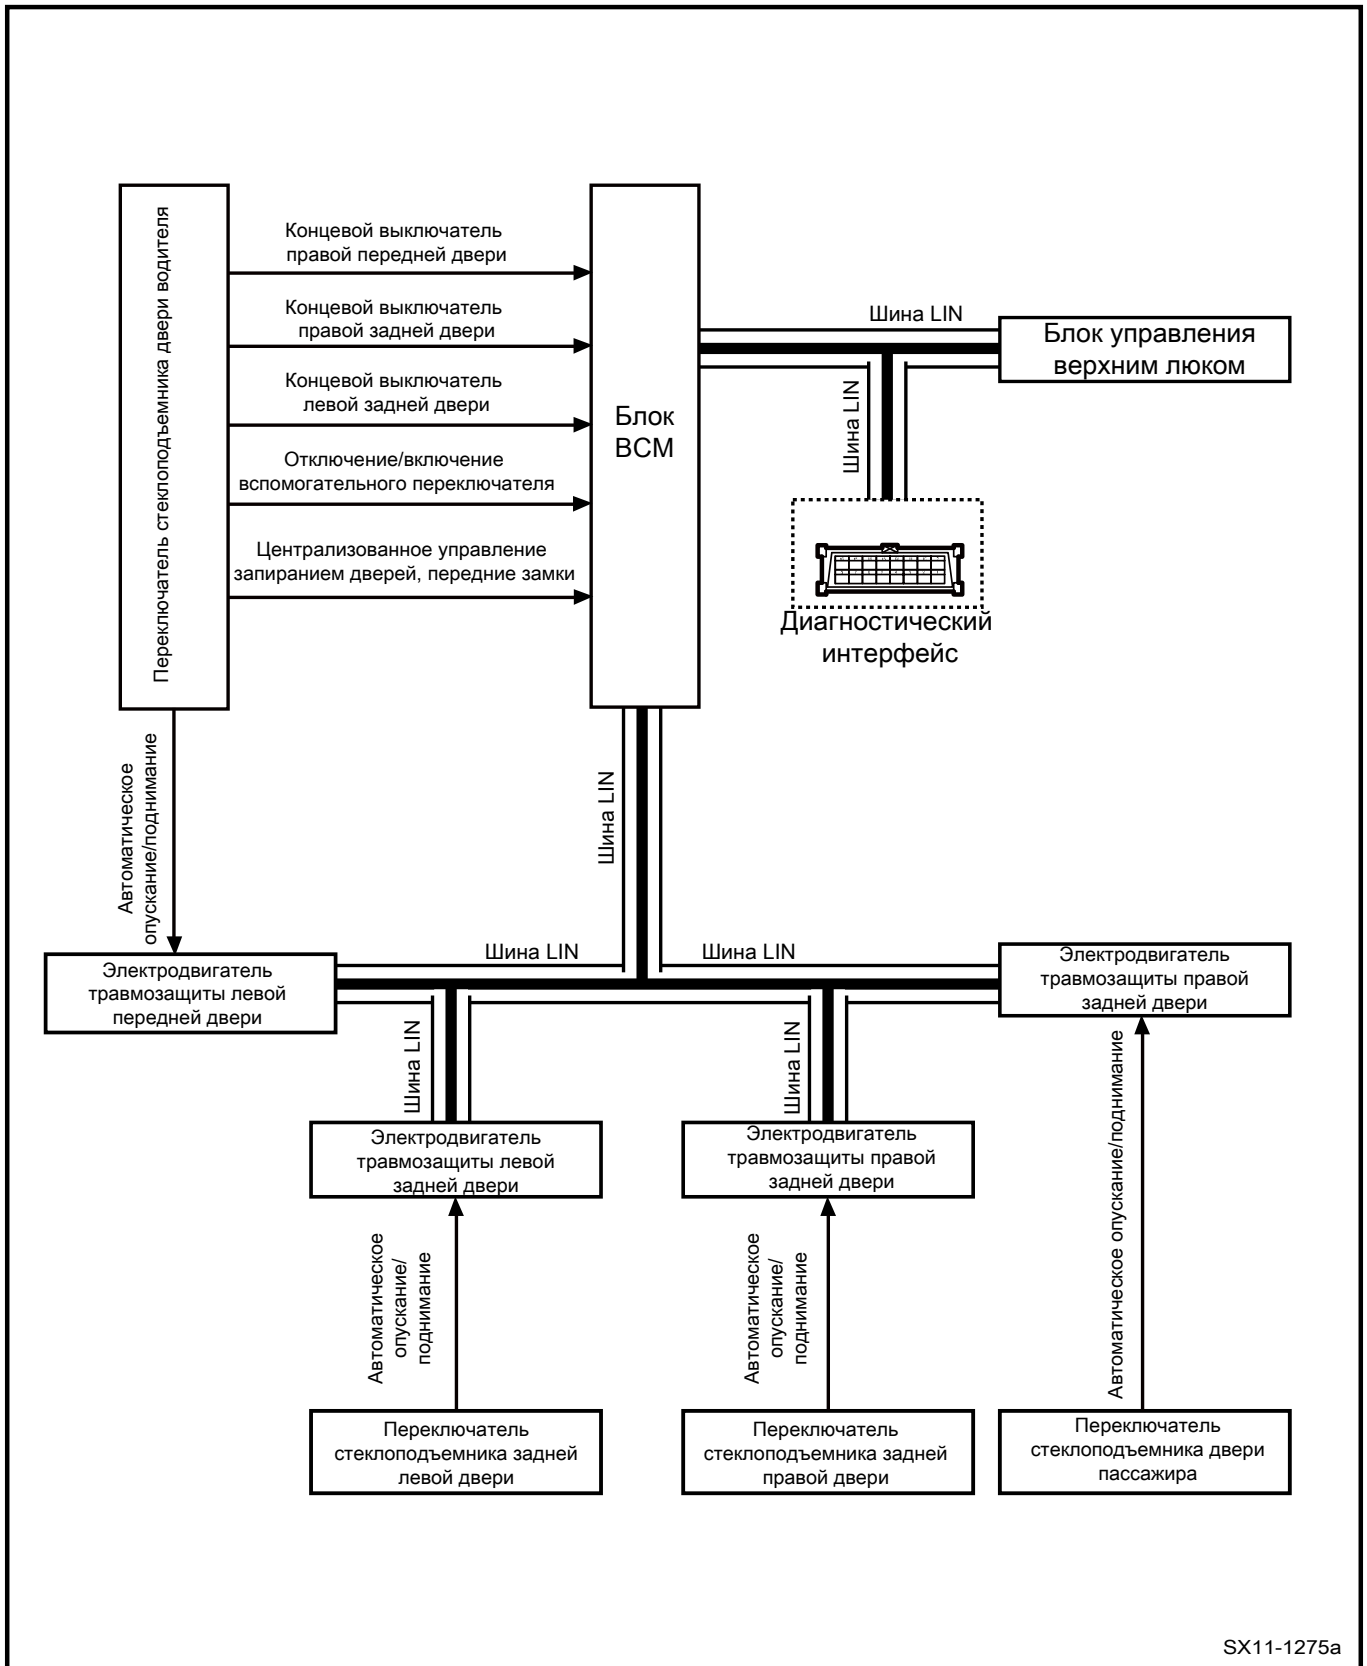 Переключатель стеклоподъемника двери водителя
Концевой выключатель
правой передней двери
Концевой выключатель
правой задней двери
Концевой выключатель
левой задней двери
Отключение/включение
вспомогательного переключателя
Централизованное управление
запиранием дверей, передние замки
Блок
BCM
Шина LIN
Блок управления
верхним люком
Шина LIN
Диагностический
интерфейс
Автоматическое
опускание/поднимание
Шина LIN
Шина LIN
Шина LIN
Электродвигатель
травмозащиты левой
передней двери
Электродвигатель
травмозащиты правой
задней двери
Шина LIN
Шина LIN
Электродвигатель
травмозащиты левой
задней двери
Электродвигатель
травмозащиты правой
задней двери
Автоматическое
опускание/
поднимание
Автоматическое
опускание/
поднимание
Автоматическое опускание/поднимание
Переключатель
стеклоподъемника задней
левой двери
Переключатель
стеклоподъемника задней
правой двери
Переключатель
стеклоподъемника двери
пассажира
SX11-1275a